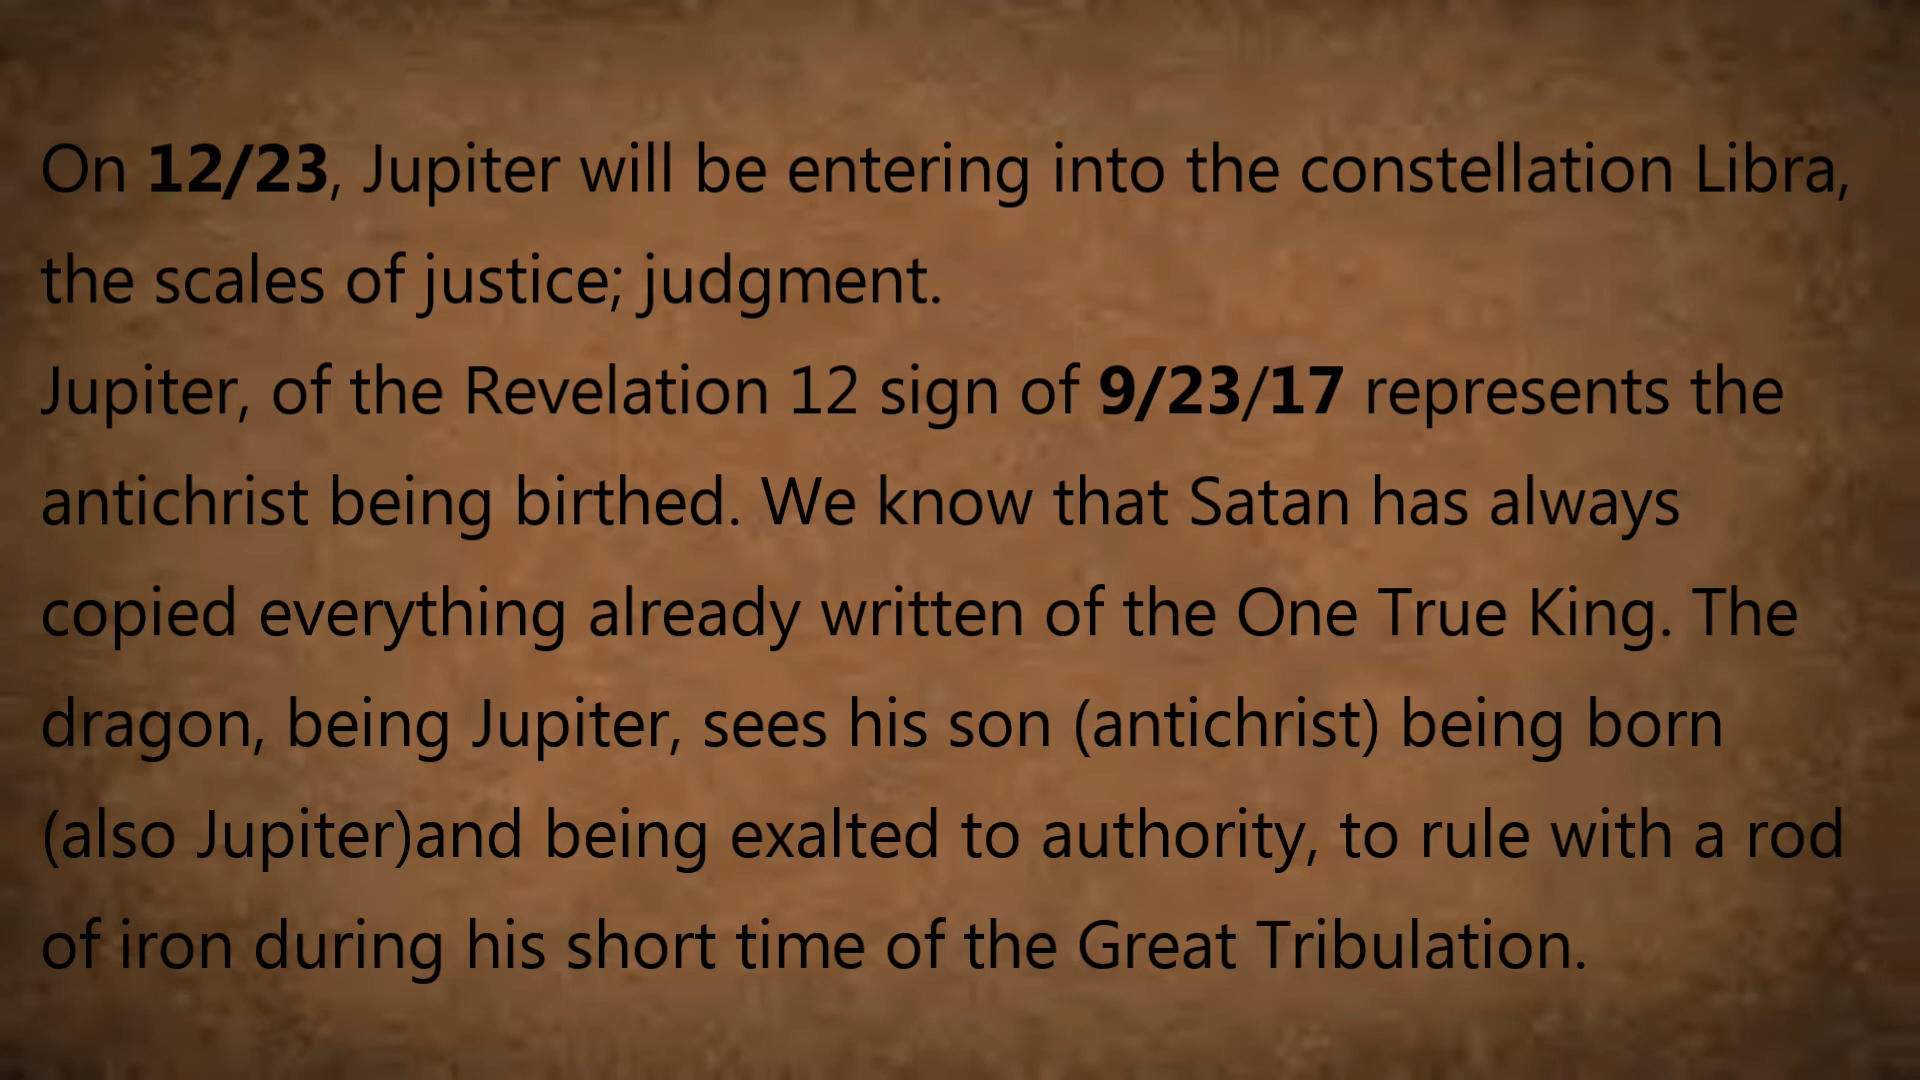 On 12/23, Jupiter will be entering into the constellation Libra,
the scales of justice; judgment.
Jupiter, of the Revelation 12 sign of 9/23/17 represents the
antichrist being birthed. We know that Satan has always
copied everything already written of the One True King. The
dragon, being Jupiter, sees his son (antichrist) being born
(also Jupiter)and being exalted to authority, to rule with a rod
of iron during his short time of the Great Tribulation.